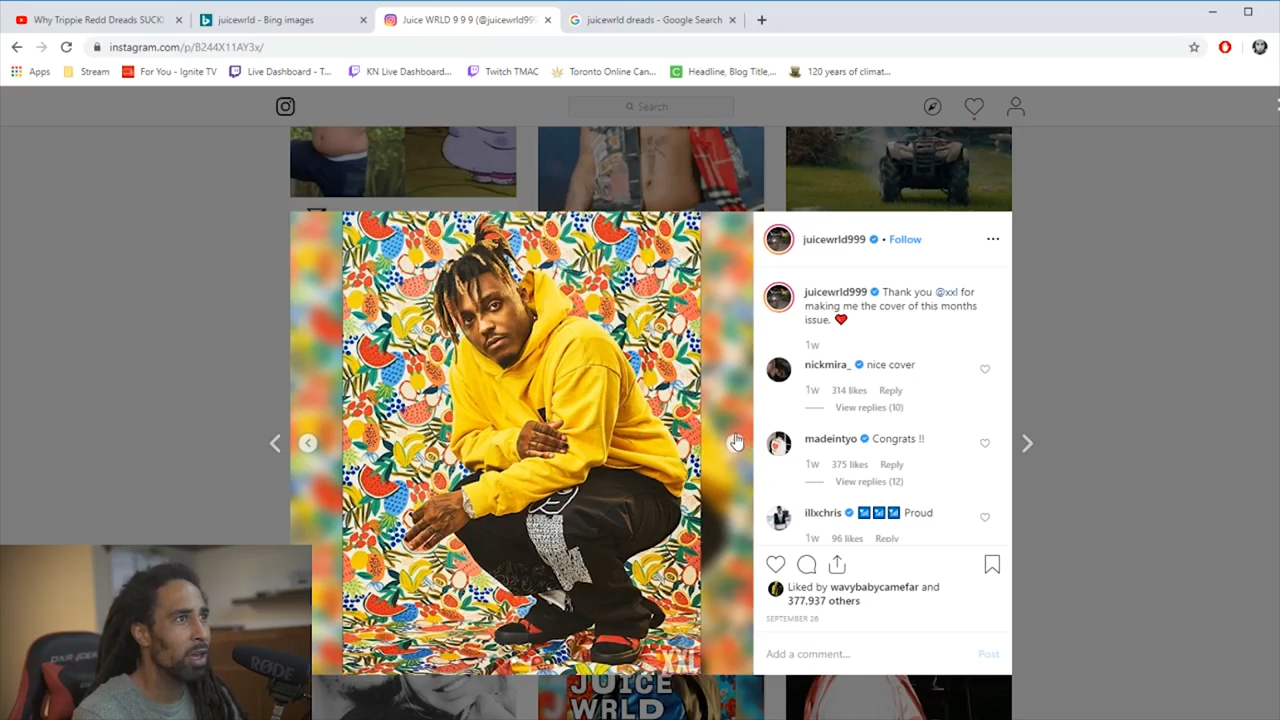 Why Trippie Redd Dreads SUCK!
juicewrld - Bing images
Juice WRLD 9 9 9 (@juicewrld999
juicewrld dreads - Google Search
instagram.com/p/B244X11AY3x/
Apps
Stream
For You - Ignite TV
Live Dashboard - T...
KN Live Dashboard...
Twitch TMAC
Toronto Online Can...
Headline, Blog Title,...
120 years of climat...
Search
juicewrld999 • Follow
juicewrld999 Thank you @xxl for
making me the cover of this months
issue. ❤️
1w
nickmira_ nice cover
1w 314 likes Reply
View replies (10)
madeintyo Congrats !!
1w 375 likes Reply
View replies (12)
illxchris Proud
1w 96 likes Reply
Liked by wavybabycamefar and
377,937 others
SEPTEMBER 26
Add a comment... Post
XXL
JUICE
WRLD
DXRACER
RØDE